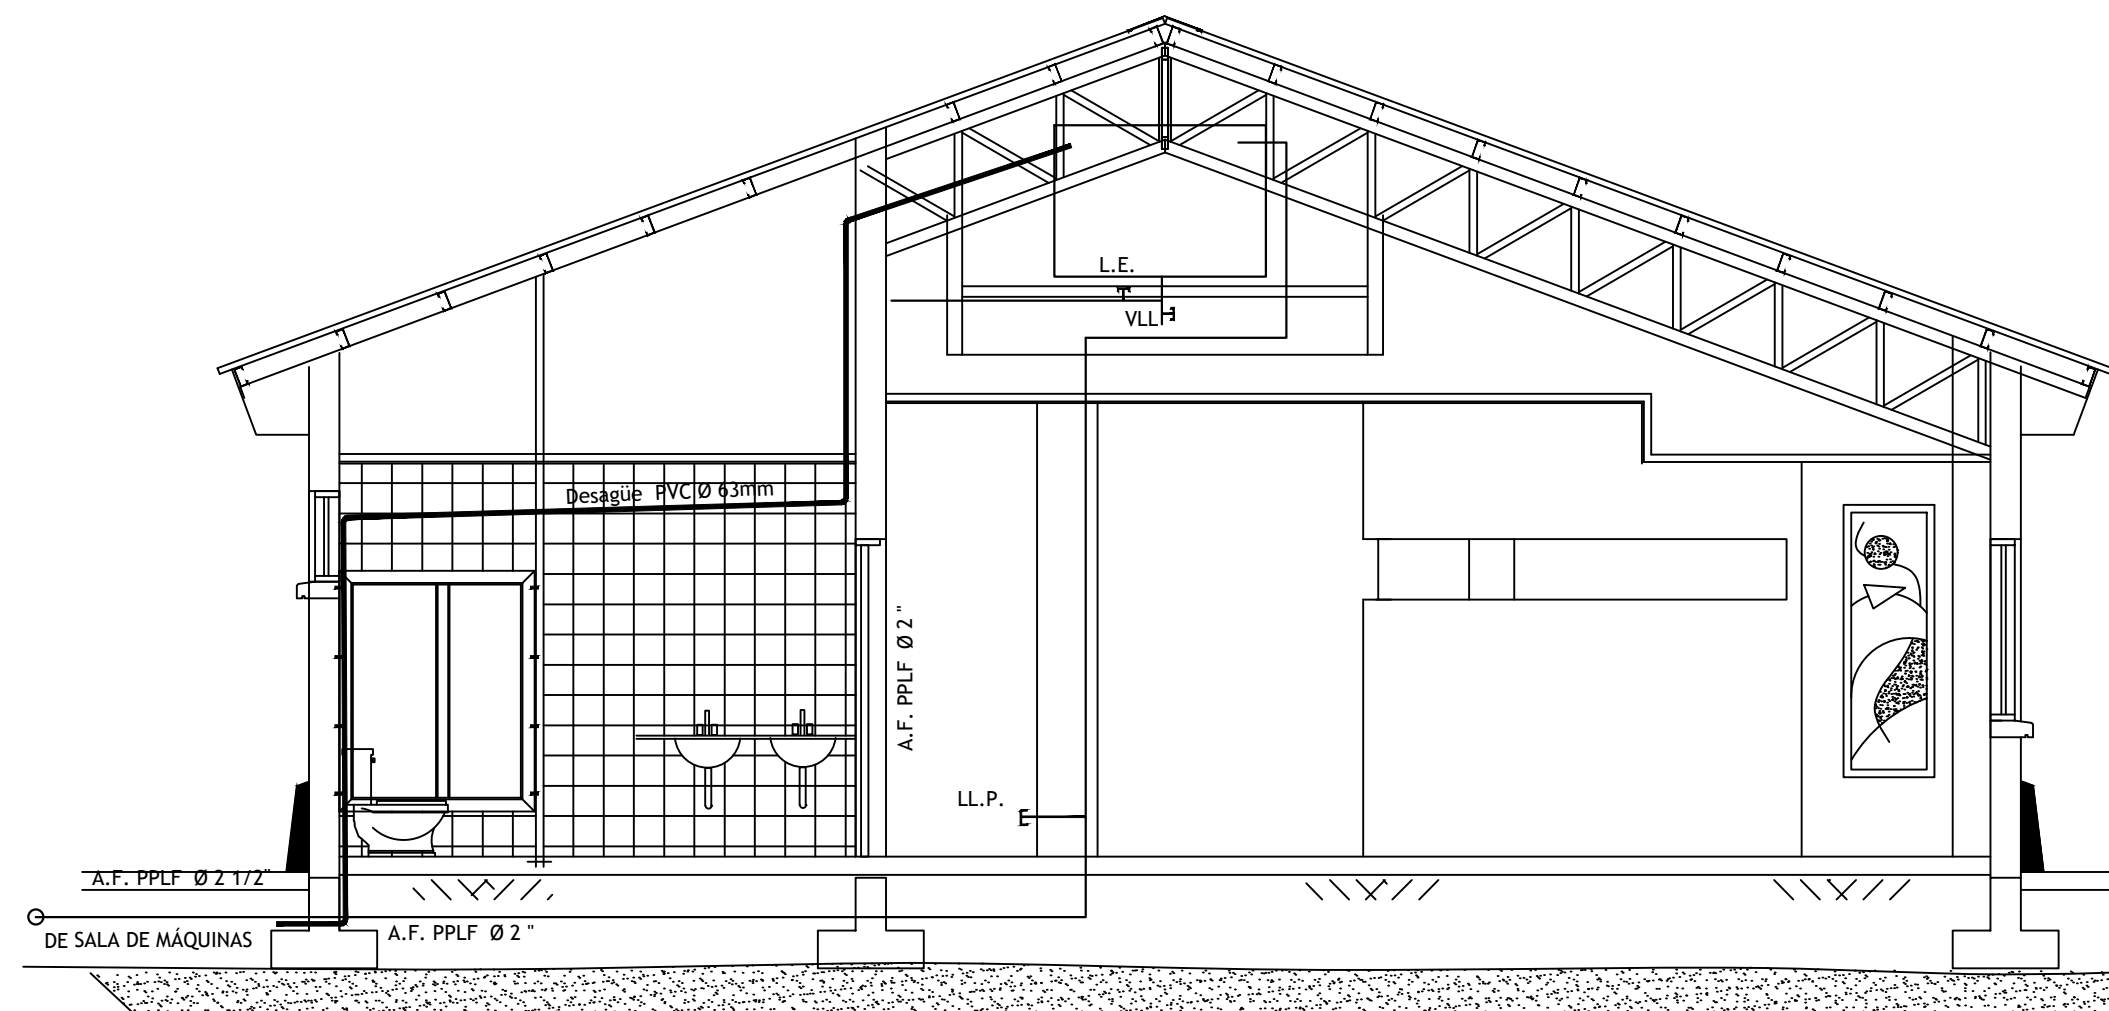 L.E.
VLL
Desagüe PVC Ø 63mm
A.F. PPLF Ø 2 "
LL.P.
A.F. PPLF Ø 2 1/2"
A.F. PPLF Ø 2 "
DE SALA DE MÁQUINAS